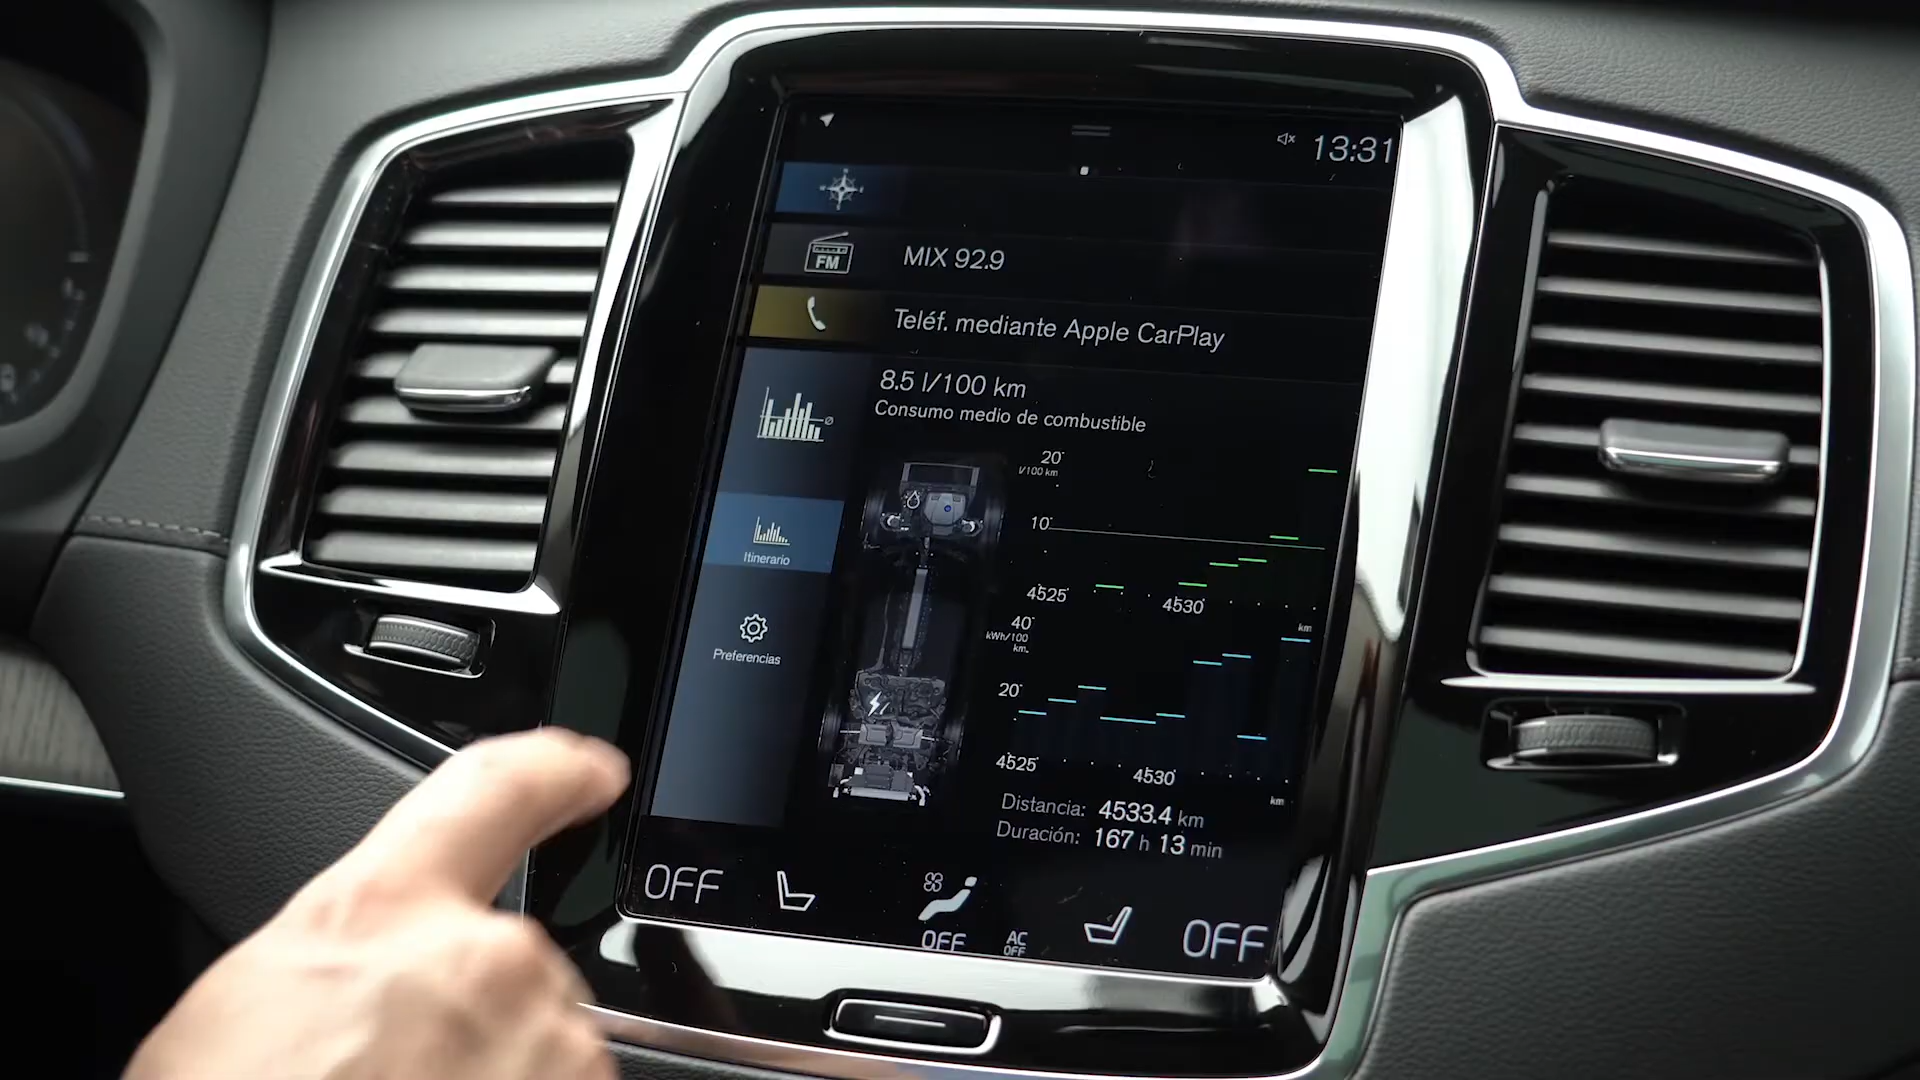 13:31
FM
MIX 92.9
Teléf. mediante Apple CarPlay
8.5 l/100 km
Consumo medio de combustible
20
l/100 km
10
4525
4530
km
Itinerario
40
kWh/100
km
20
4525
4530
km
Preferencias
Distancia: 4533.4 km
Duración: 167 h 13 min
OFF
OFF
AC
OFF
OFF